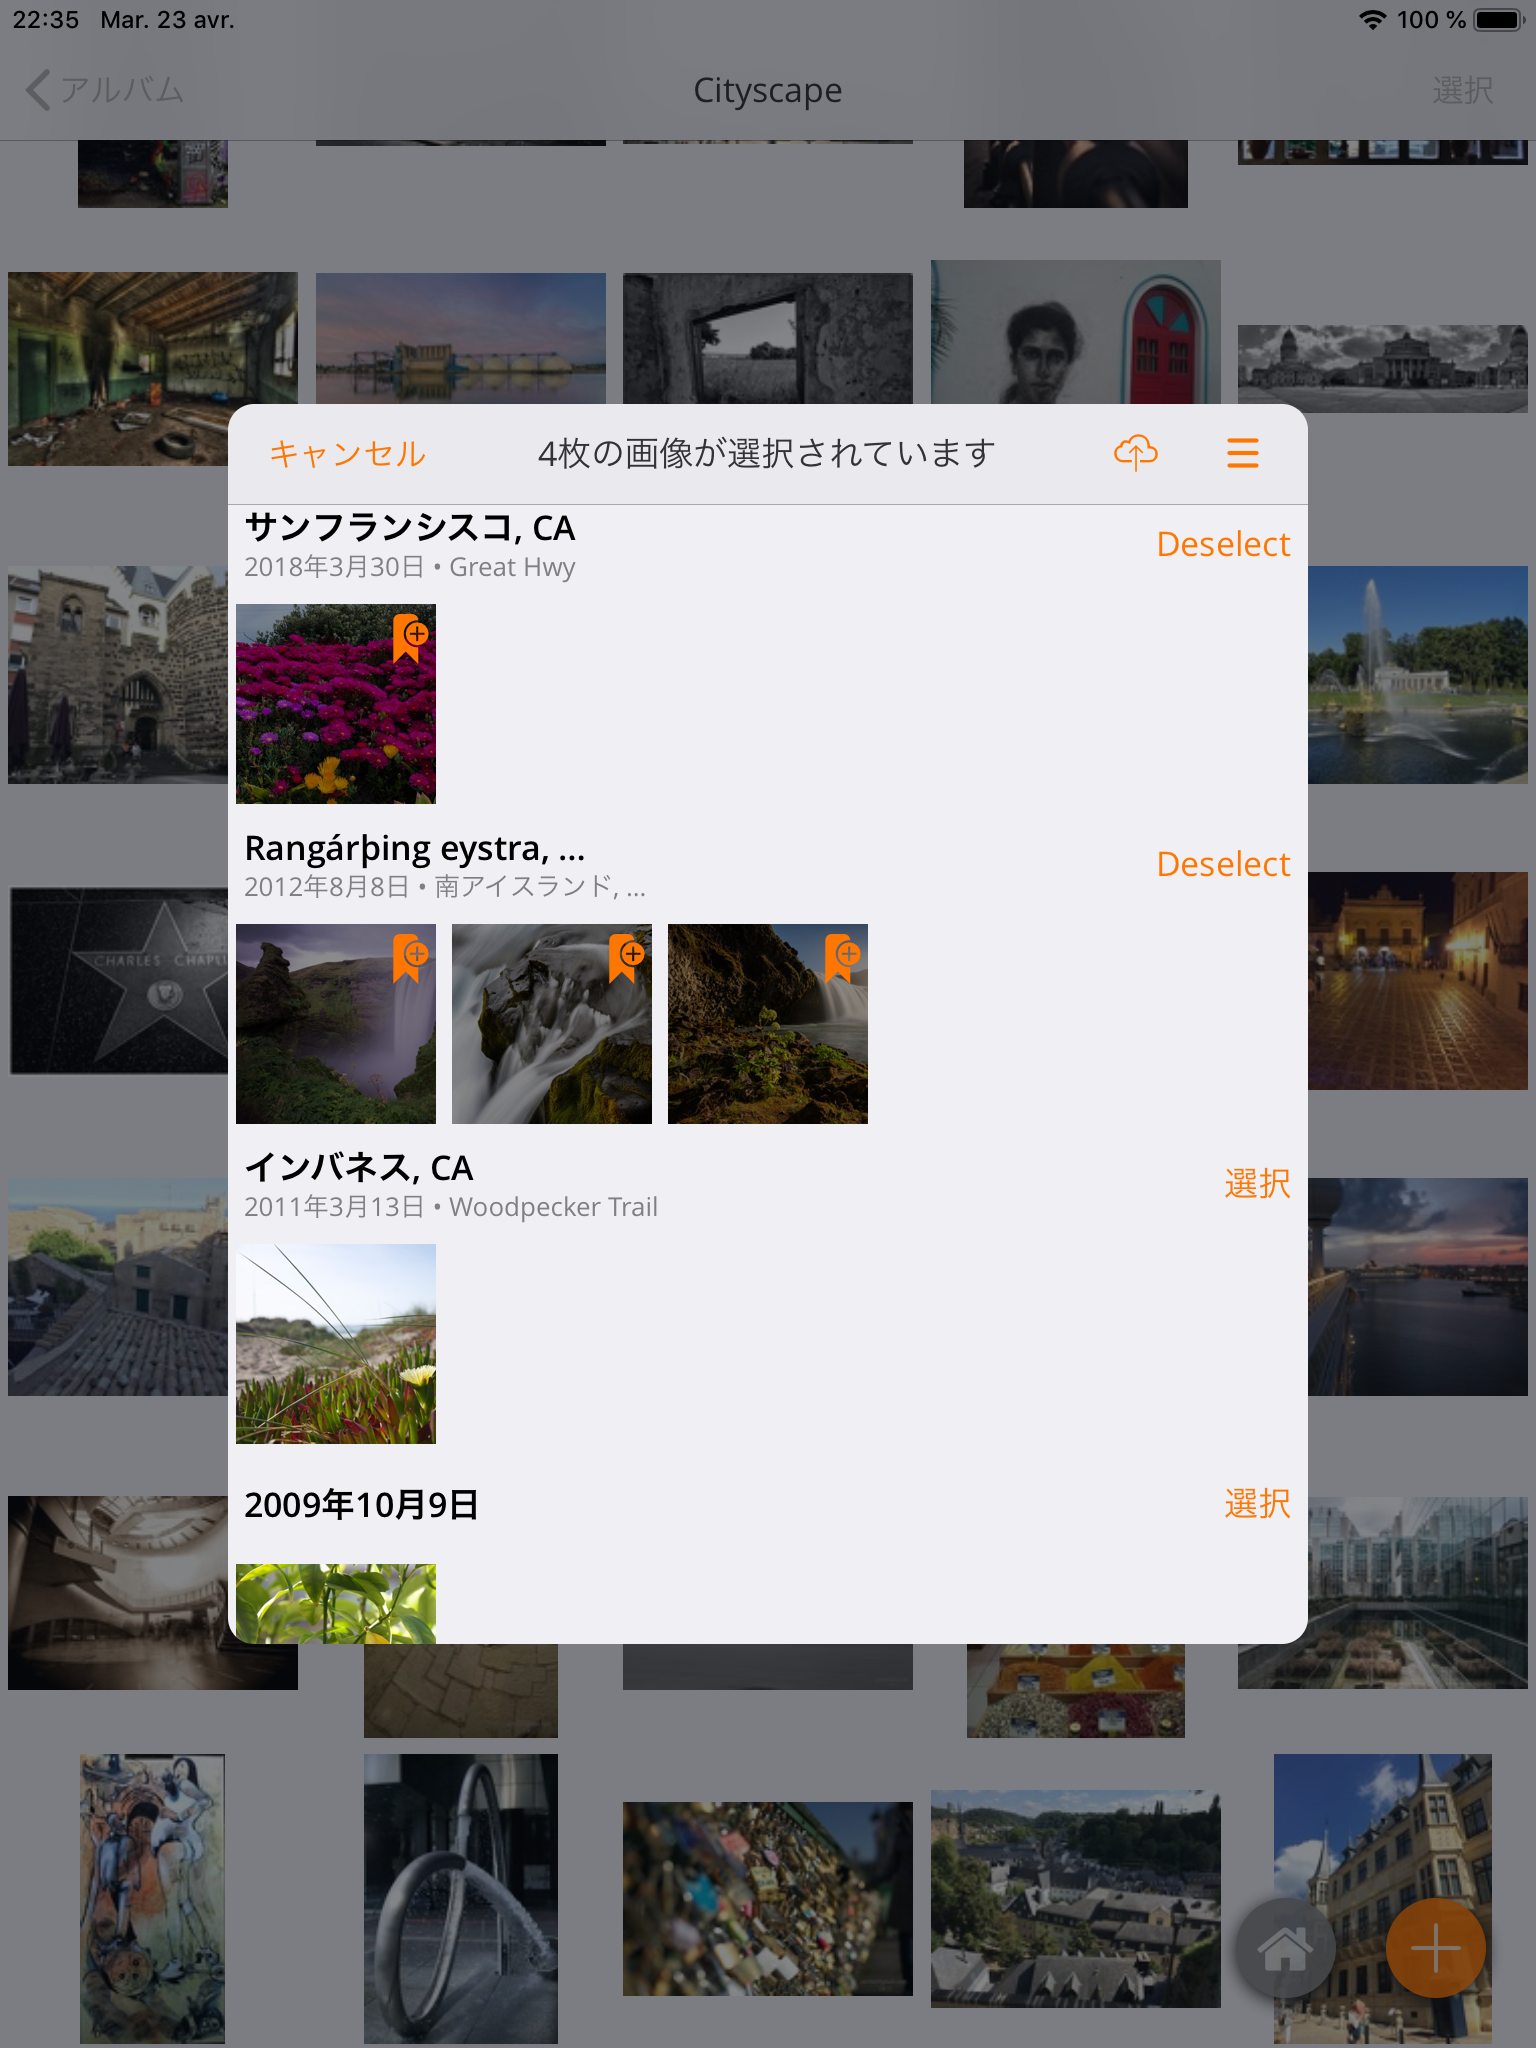 22:35 Mar. 23 avr. 100 %
アルバム Cityscape 選択
キャンセル 4枚の画像が選択されています
サンフランシスコ, CA
2018年3月30日 • Great Hwy
Deselect
Rangárþing eystra, ...
2012年8月8日 • 南アイスランド, ...
Deselect
CHARLES CHAPL
インバネス, CA
2011年3月13日 • Woodpecker Trail
選択
2009年10月9日 選択